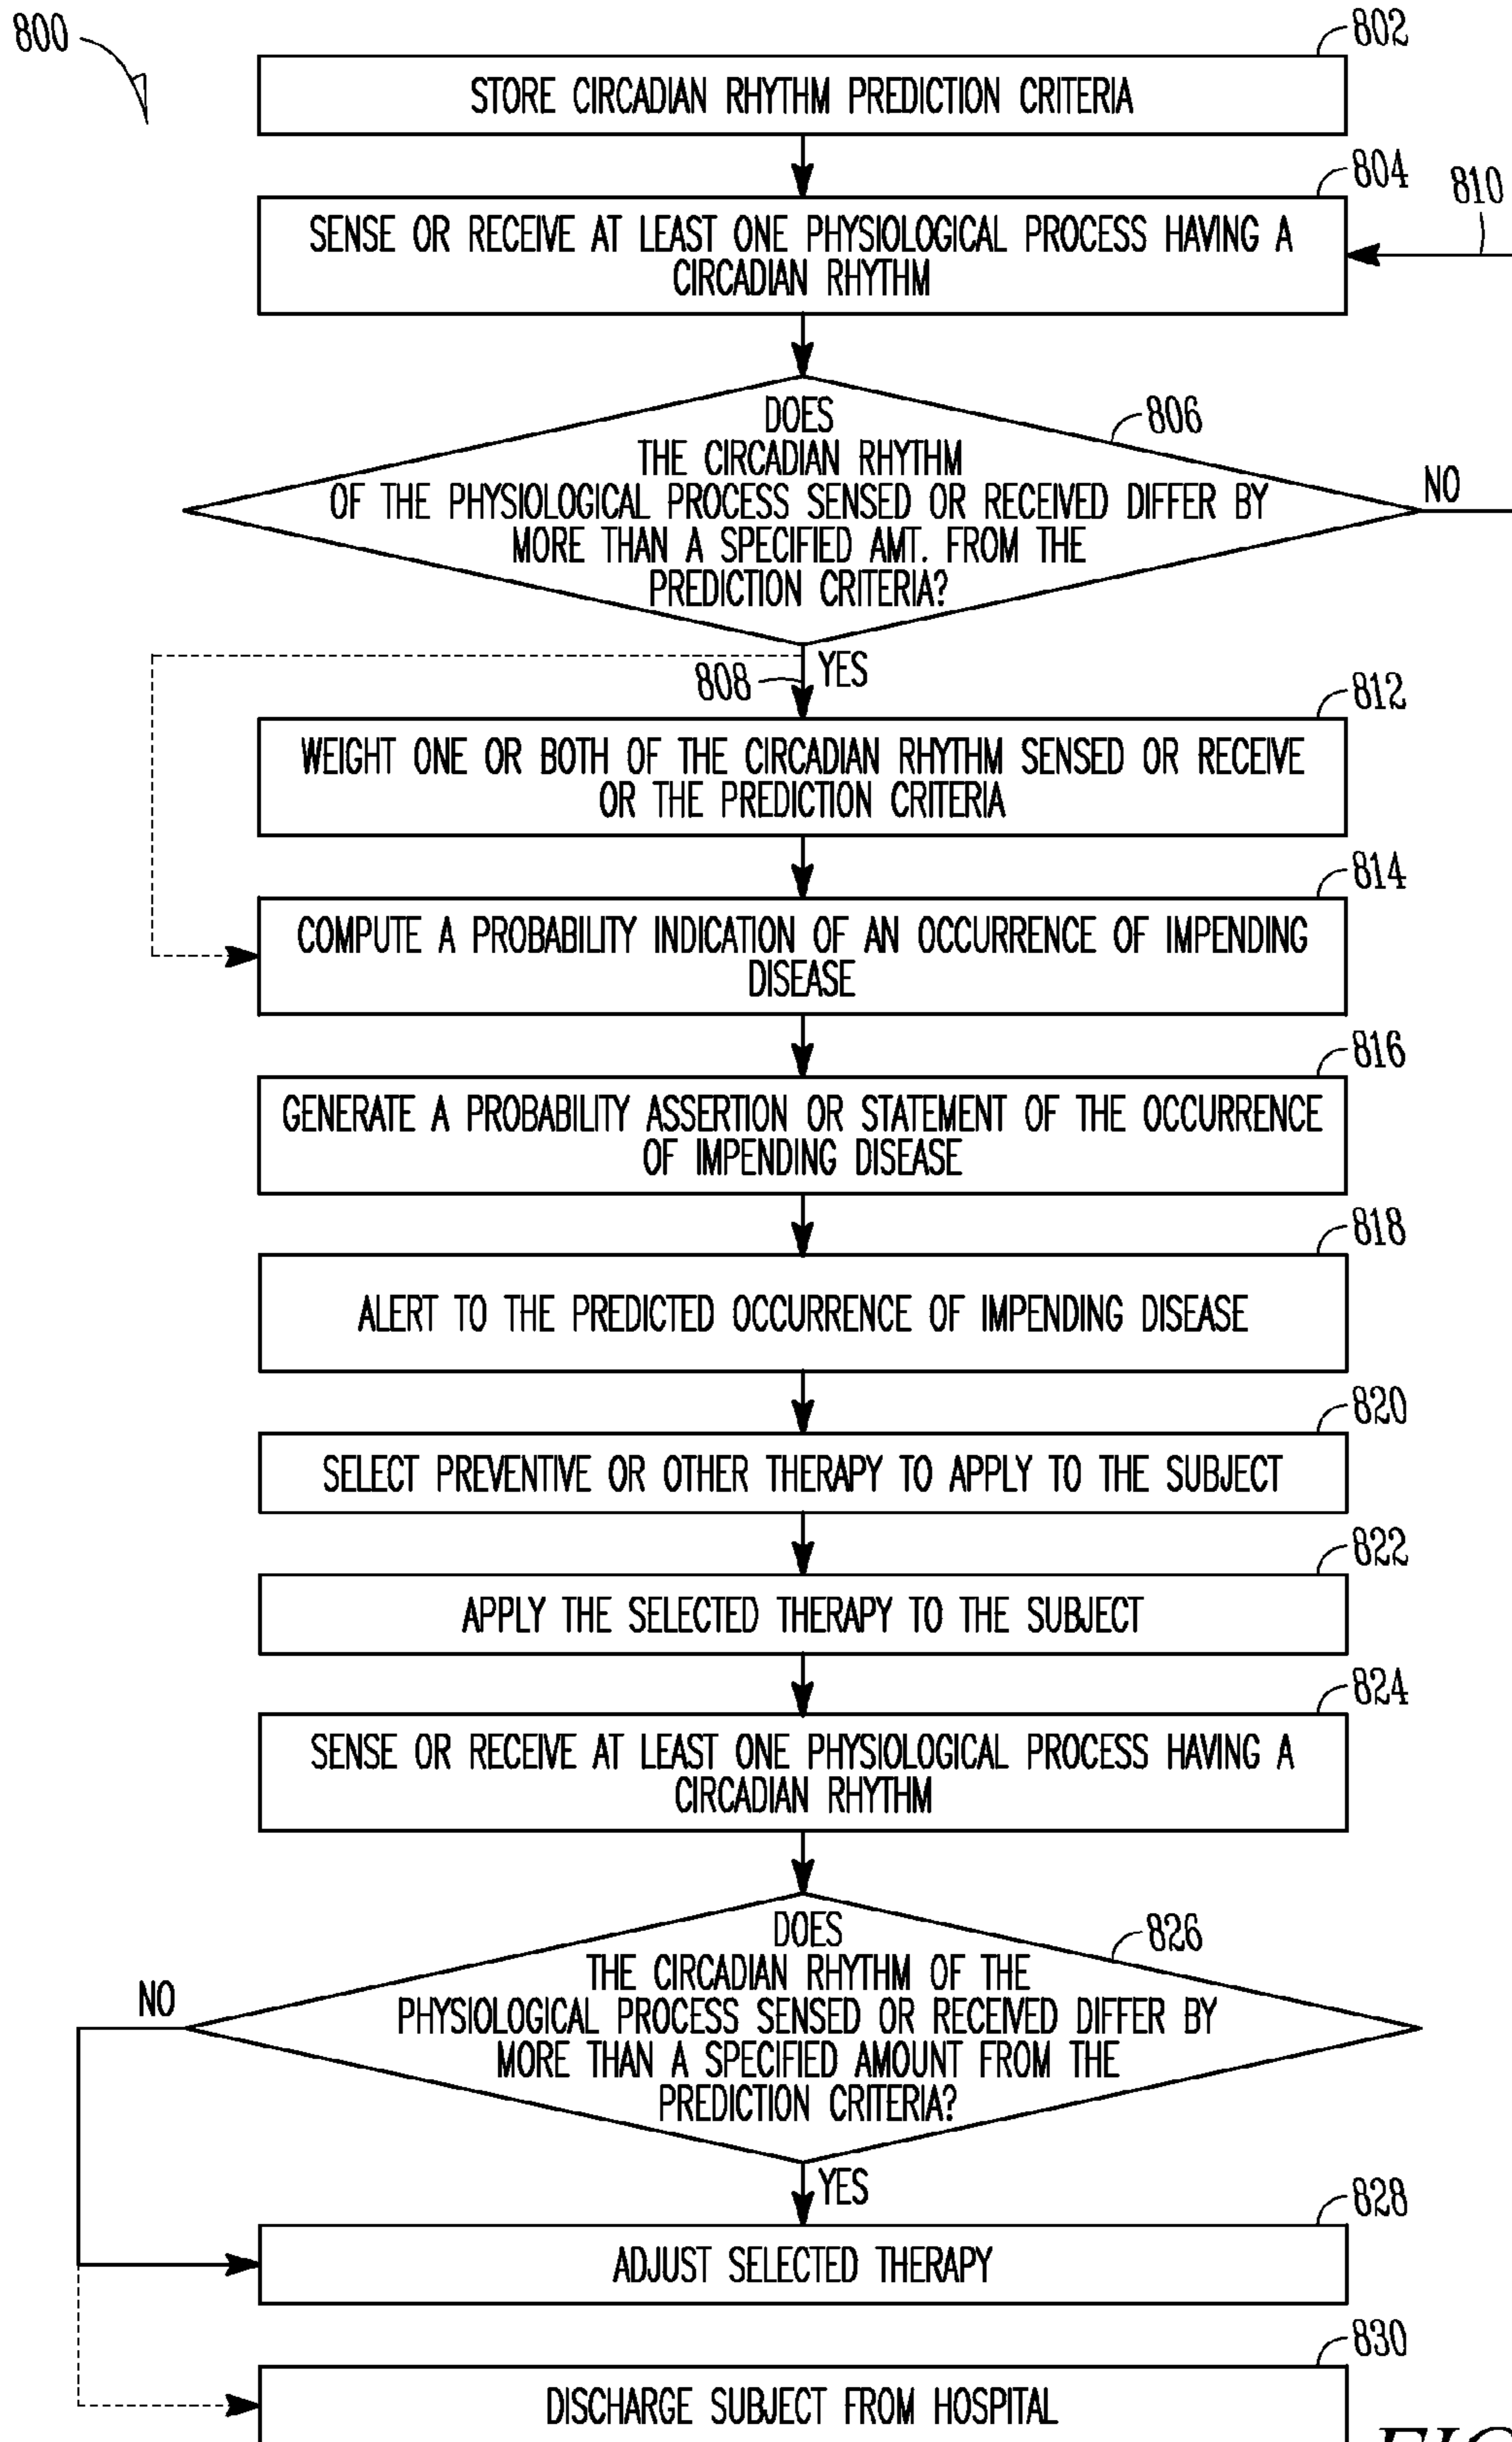 800
802
STORE CIRCADIAN RHYTHM PREDICTION CRITERIA
804
810
SENSE OR RECEIVE AT LEAST ONE PHYSIOLOGICAL PROCESS HAVING A
CIRCADIAN RHYTHM
806
DOES
THE CIRCADIAN RHYTHM
OF THE PHYSIOLOGICAL PROCESS SENSED OR RECEIVED DIFFER BY
MORE THAN A SPECIFIED AMT. FROM THE
PREDICTION CRITERIA?
NO
808
YES
812
WEIGHT ONE OR BOTH OF THE CIRCADIAN RHYTHM SENSED OR RECEIVE
OR THE PREDICTION CRITERIA
814
COMPUTE A PROBABILITY INDICATION OF AN OCCURRENCE OF IMPENDING
DISEASE
816
GENERATE A PROBABILITY ASSERTION OR STATEMENT OF THE OCCURRENCE
OF IMPENDING DISEASE
818
ALERT TO THE PREDICTED OCCURRENCE OF IMPENDING DISEASE
820
SELECT PREVENTIVE OR OTHER THERAPY TO APPLY TO THE SUBJECT
822
APPLY THE SELECTED THERAPY TO THE SUBJECT
824
SENSE OR RECEIVE AT LEAST ONE PHYSIOLOGICAL PROCESS HAVING A
CIRCADIAN RHYTHM
826
DOES
THE CIRCADIAN RHYTHM OF THE
PHYSIOLOGICAL PROCESS SENSED OR RECEIVED DIFFER BY
MORE THAN A SPECIFIED AMOUNT FROM THE
PREDICTION CRITERIA?
NO
YES
828
ADJUST SELECTED THERAPY
830
DISCHARGE SUBJECT FROM HOSPITAL